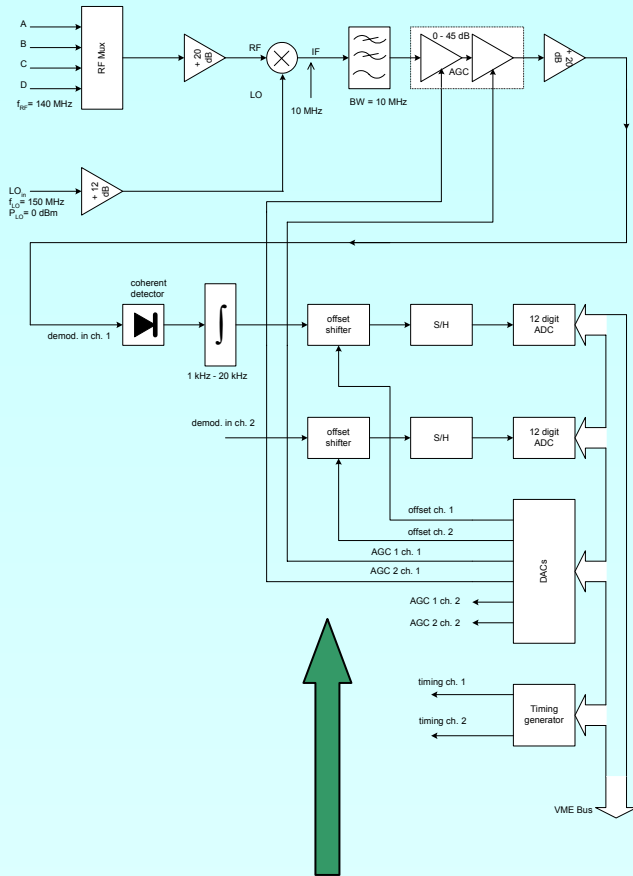 A
B
C
D
f_RF= 140 MHz
RF Mux
+ 20
dB
RF
LO
IF
10 MHz
BW = 10 MHz
0 - 45 dB
AGC
+ 20
dB
LO_in
f_LO= 150 MHz
P_LO= 0 dBm
+ 12
dB
coherent
detector
demod. in ch. 1
∫
1 kHz - 20 kHz
offset
shifter
S/H
12 digit
ADC
demod. in ch. 2
offset
shifter
S/H
12 digit
ADC
offset ch. 1
offset ch. 2
AGC 1 ch. 1
AGC 2 ch. 1
AGC 1 ch. 2
AGC 2 ch. 2
DACs
timing ch. 1
timing ch. 2
Timing
generator
VME Bus